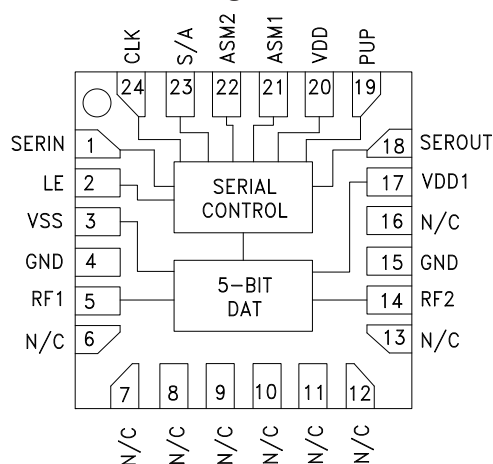 CLK
S/A
ASM2
ASM1
VDD
PUP
24
23
22
21
20
19
SERIN
1
18
SEROUT
LE
2
17
VDD1
VSS
3
16
N/C
GND
4
15
GND
RF1
5
14
RF2
N/C
6
13
N/C
SERIAL
CONTROL
5-BIT
DAT
7
8
9
10
11
12
N/C
N/C
N/C
N/C
N/C
N/C